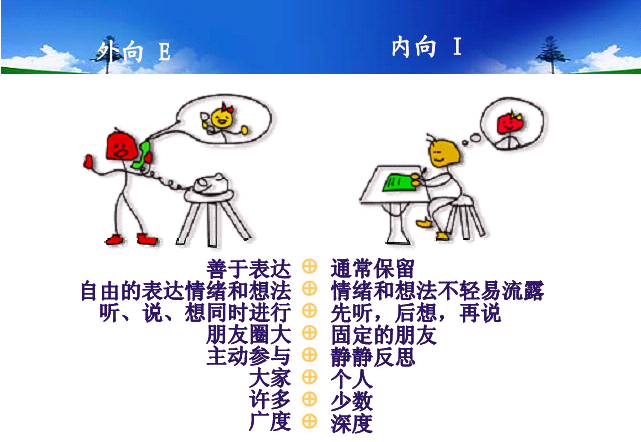 外向 E
内向 I
善于表达 通常保留
自由的表达情绪和想法 情绪和想法不轻易流露
听、说、想同时进行 先听，后想，再说
朋友圈大 固定的朋友
主动参与 静静反思
大家 个人
许多 少数
广度 深度